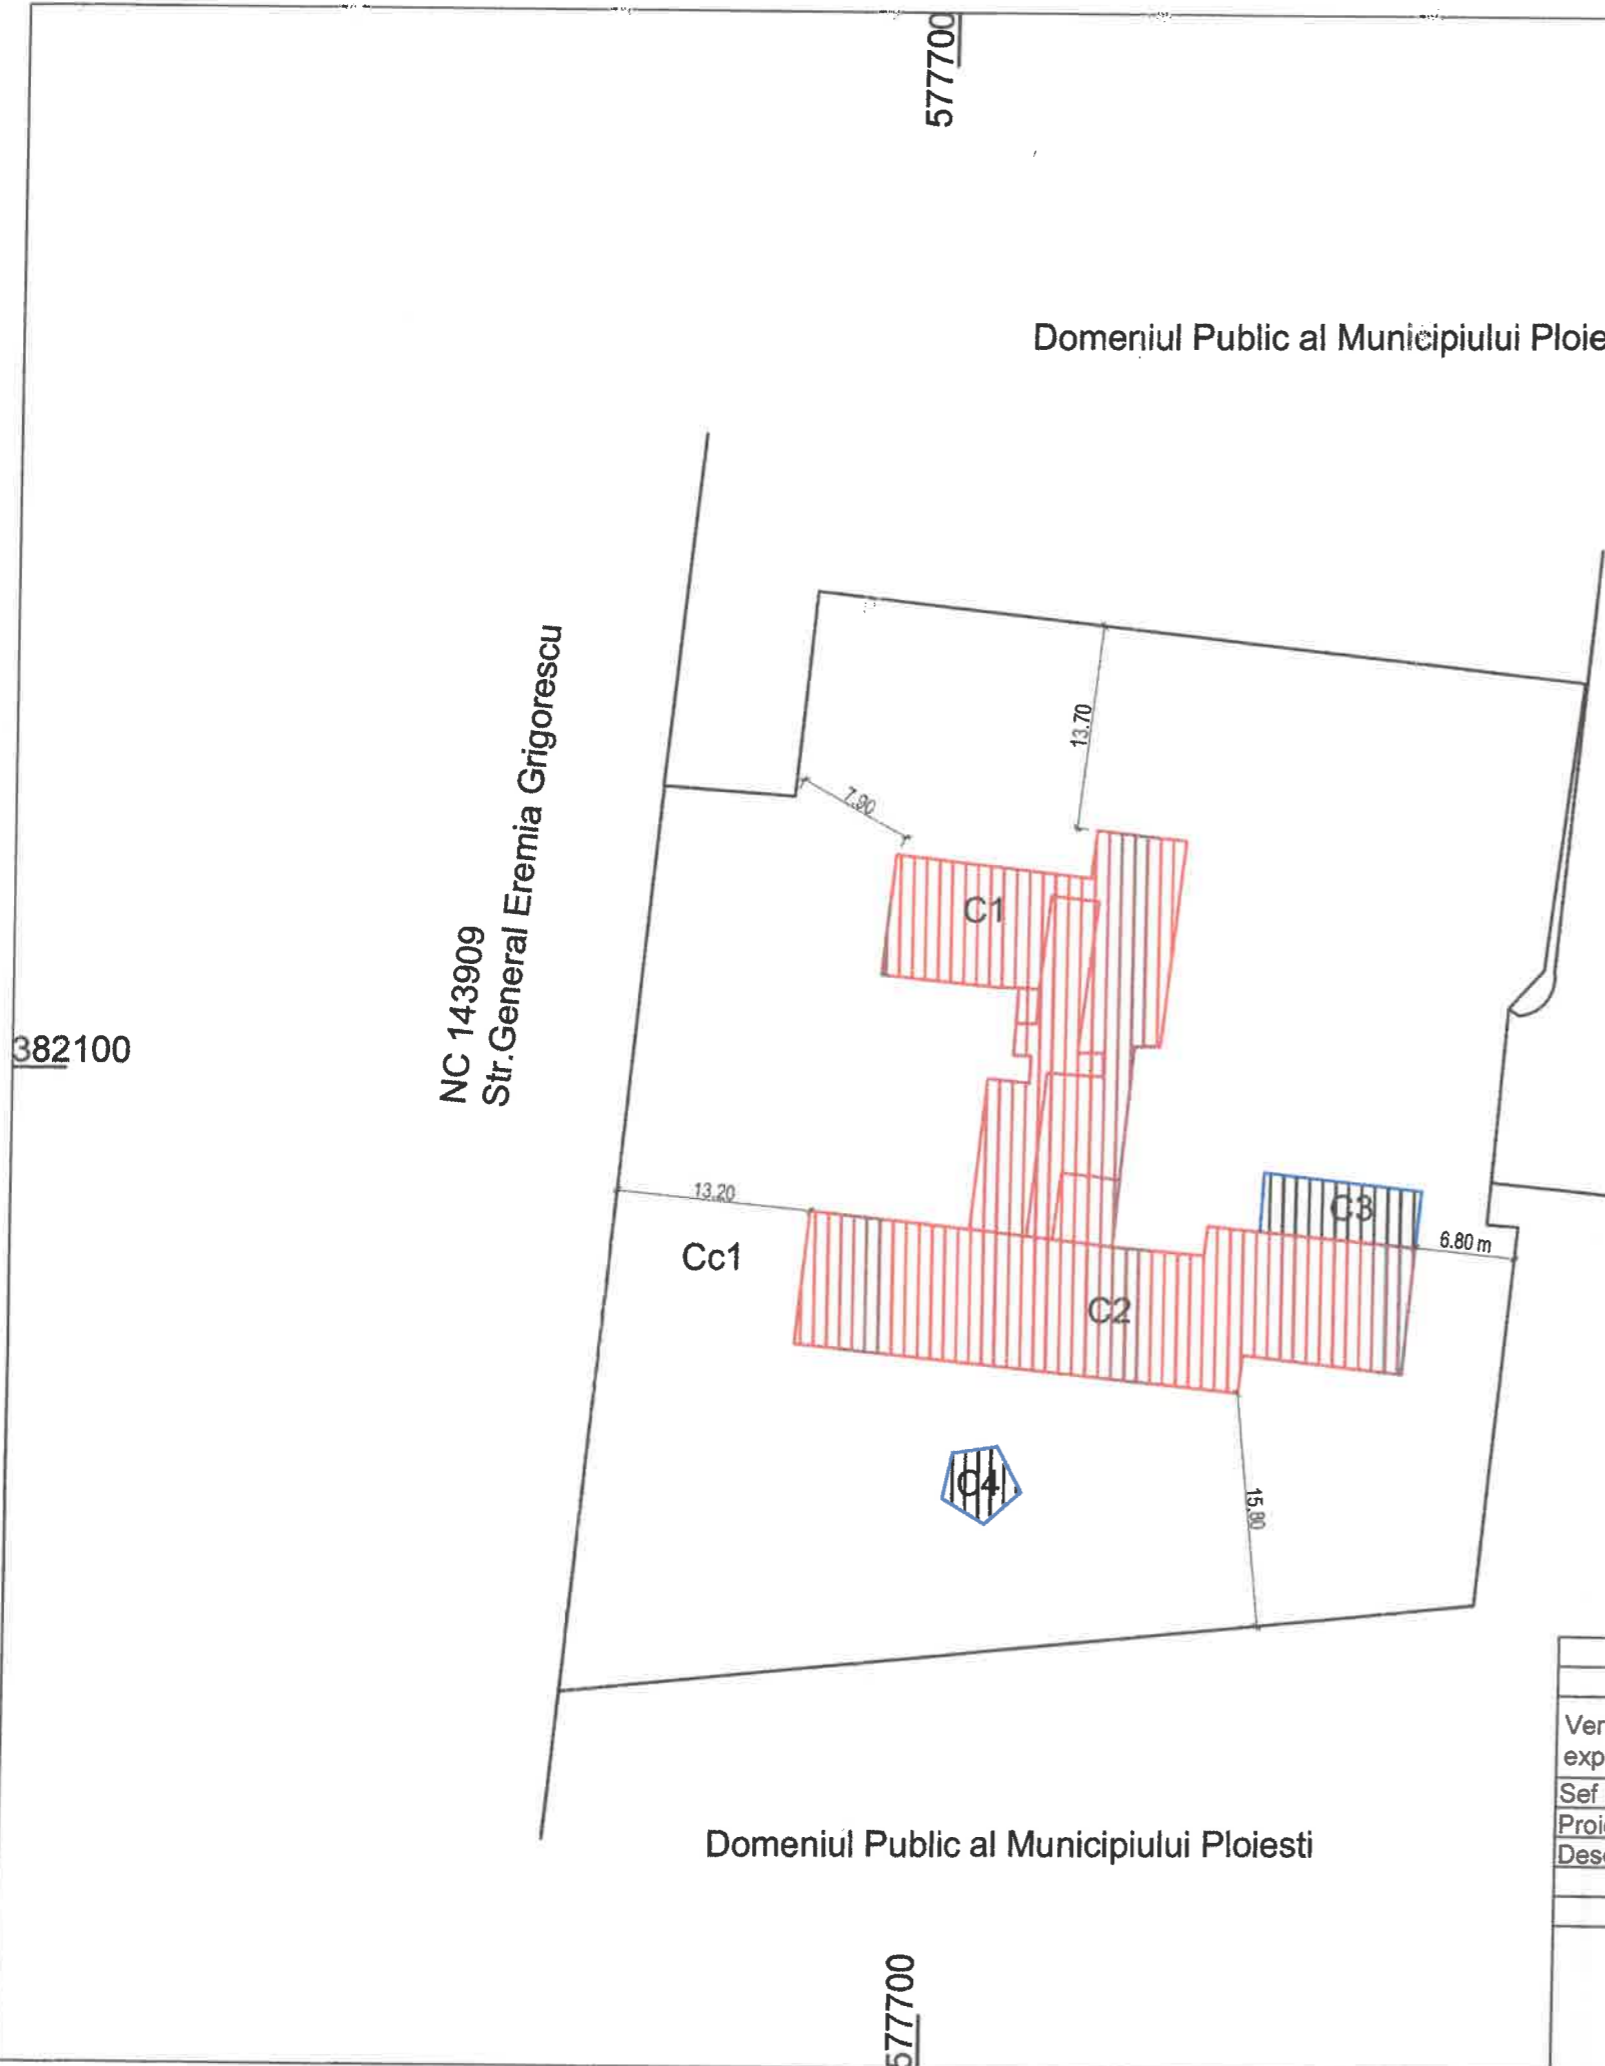 577700
Domeniul Public al Municipiului Ploie
NC 143909
Str.General Eremia Grigorescu
13.70
7.90
C1
382100
13.20
C3
6.80 m
Cc1
C2
C4
15.80
Ver
exp
Sef
Proi
Des
Domeniul Public al Municipiului Ploiesti
577700